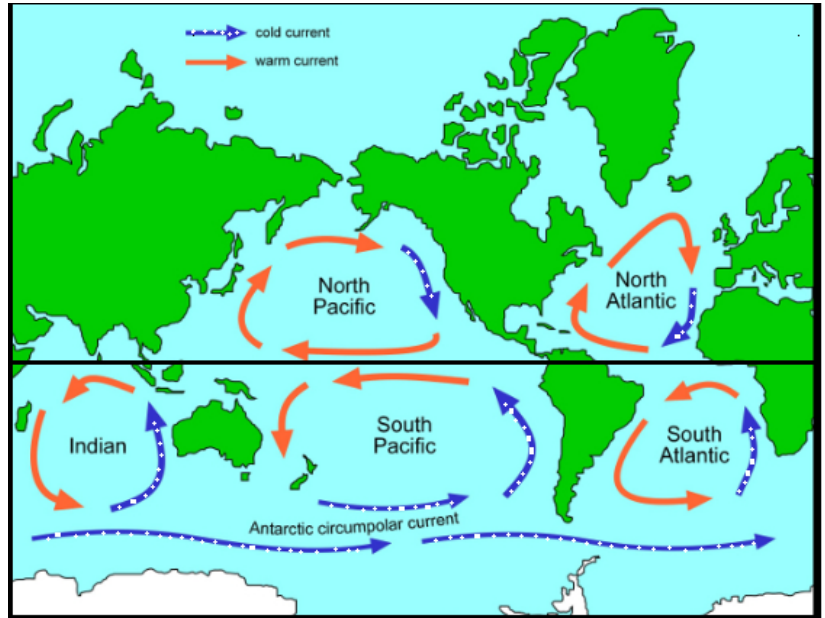 cold current
warm current
North
Pacific
North
Atlantic
Indian
South
Pacific
South
Atlantic
Antarctic circumpolar current